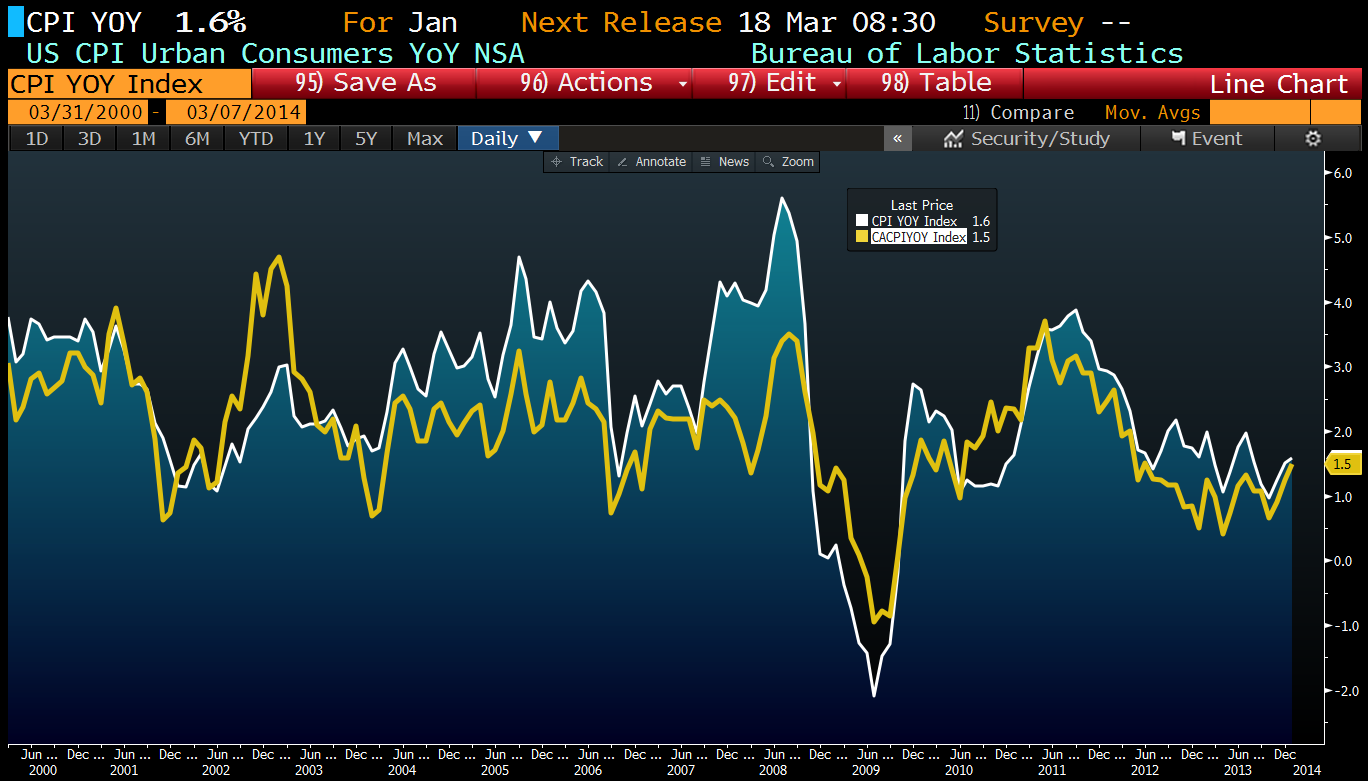 CPI YOY 1.6% For Jan Next Release 18 Mar 08:30 Survey --
US CPI Urban Consumers YoY NSA Bureau of Labor Statistics
CPI YOY Index 95) Save As 96) Actions 97) Edit 98) Table Line Chart
03/31/2000 - 03/07/2014 11) Compare Mov. Avgs
1D 3D 1M 6M YTD 1Y 5Y Max Daily ▼ « Security/Study Event
Track Annotate News Zoom
Last Price
CPI YOY Index 1.6
CACPIYOY Index 1.5
6.0
5.0
4.0
3.0
2.0
1.5
1.0
0.0
-1.0
-2.0
Jun ... Dec ... Jun ... Dec ... Jun ... Dec ... Jun ... Dec ... Jun ... Dec ... Jun ... Dec ... Jun ... Dec ... Jun ... Dec ... Jun ... Dec ... Jun ... Dec ... Jun ... Dec ... Jun ... Dec ... Jun ... Dec ... Jun ... Dec
2000 2001 2002 2003 2004 2005 2006 2007 2008 2009 2010 2011 2012 2013 2014